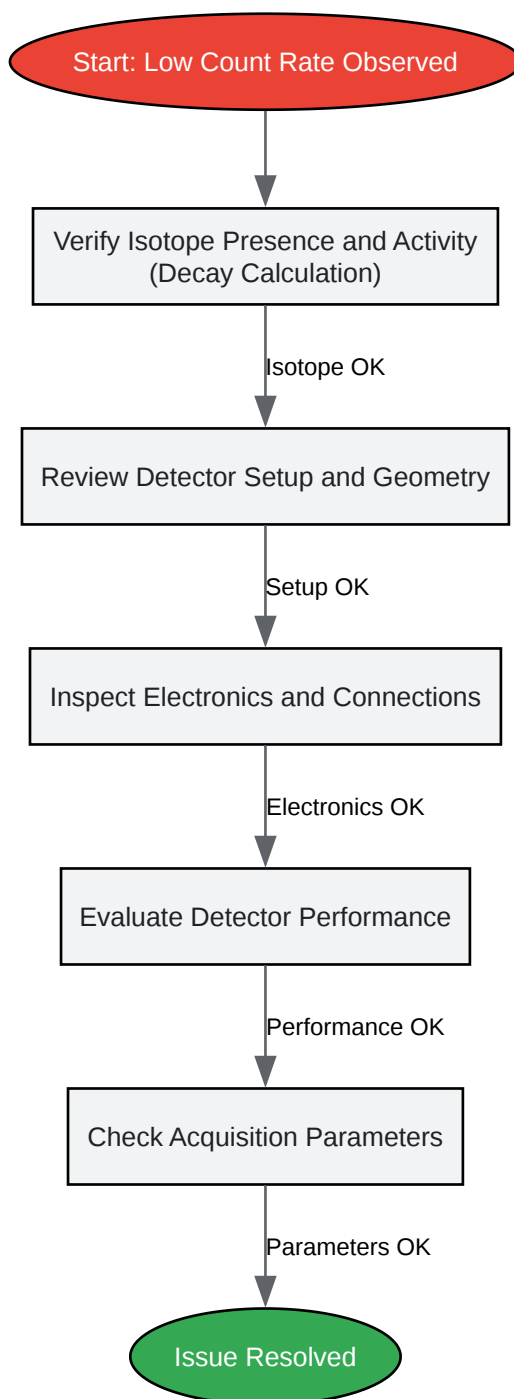 Start: Low Count Rate Observed
Verify Isotope Presence and Activity
(Decay Calculation)
Isotope OK
Review Detector Setup and Geometry
Setup OK
Inspect Electronics and Connections
Electronics OK
Evaluate Detector Performance
Performance OK
Check Acquisition Parameters
Parameters OK
Issue Resolved